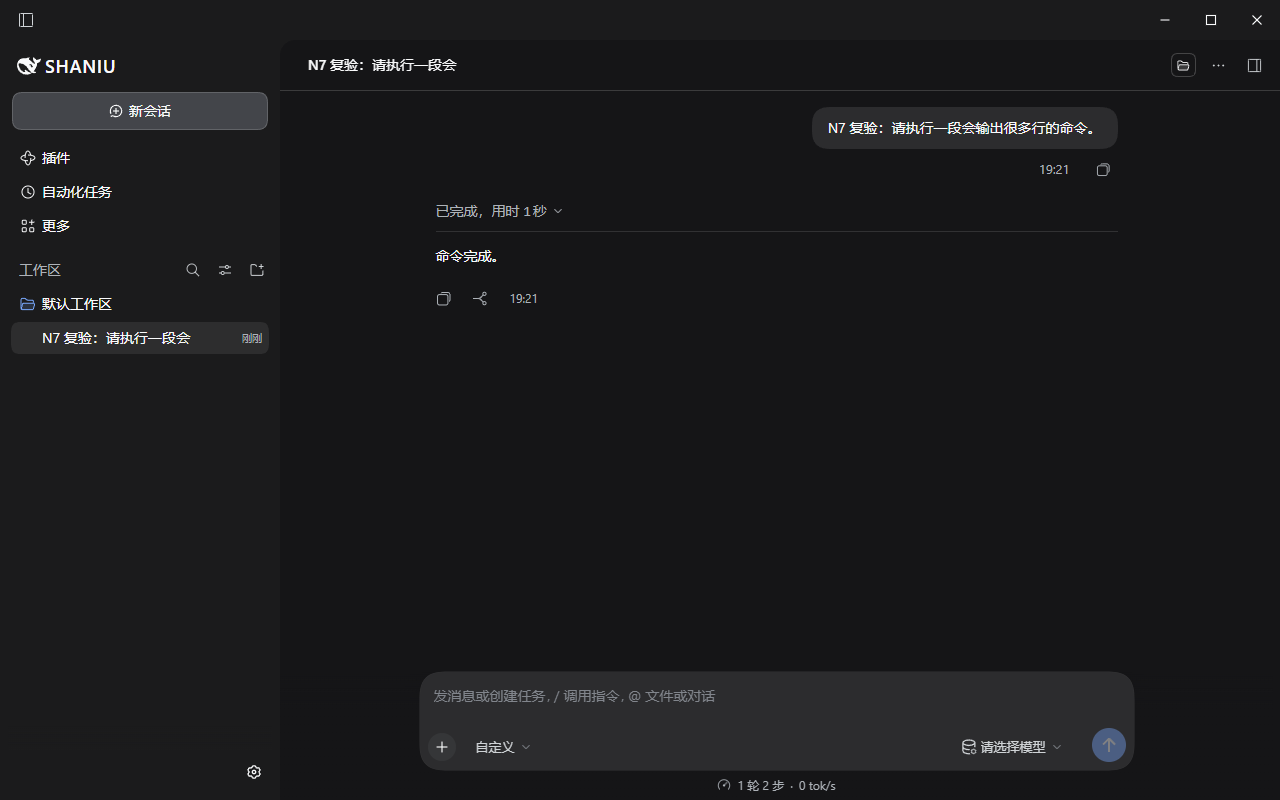 SHANIU
新会话
插件
自动化任务
更多
工作区
默认工作区
N7 复验：请执行一段会
刚刚
N7 复验：请执行一段会
N7 复验：请执行一段会输出很多行的命令。
19:21
已完成，用时 1 秒
命令完成。
19:21
发消息或创建任务, / 调用指令, @ 文件或对话
自定义
请选择模型
1 轮 2 步 · 0 tok/s